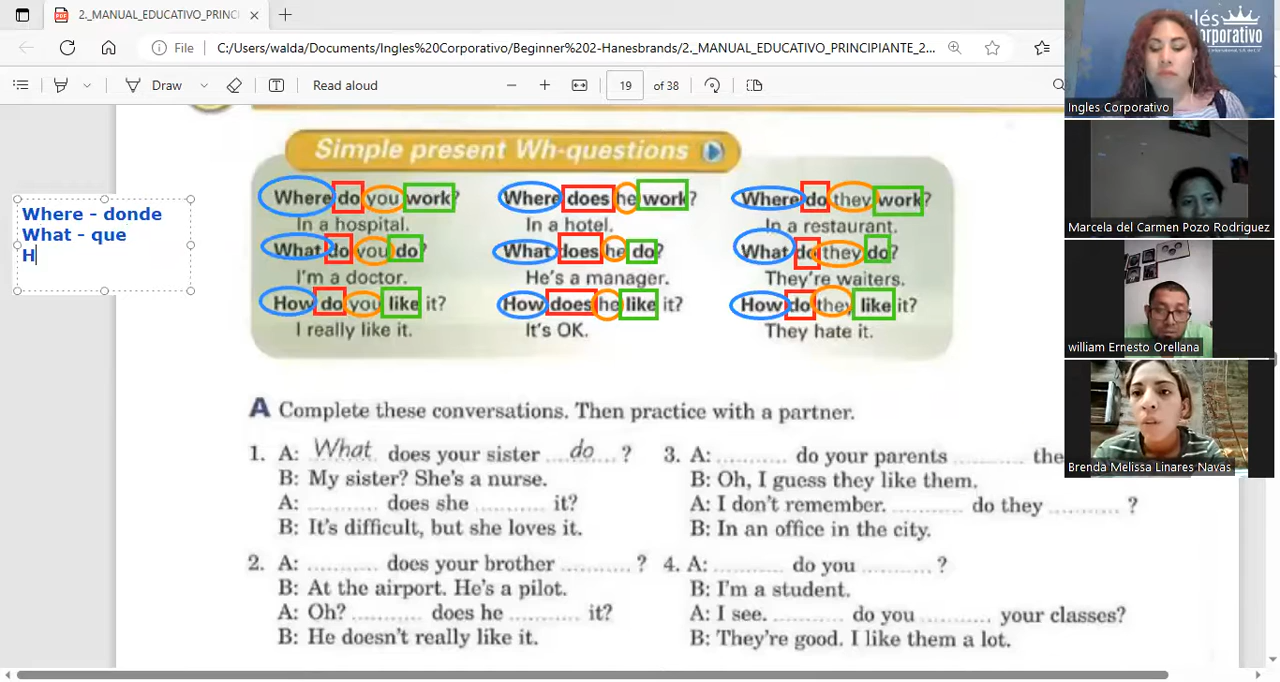 2._MANUAL_EDUCATIVO_PRINCI
File C:/Users/walda/Documents/Ingles%20Corporativo/Beginner%202-Hanesbrands/2._MANUAL_EDUCATIVO_PRINCIPIANTE_2...
Draw Read aloud 19 of 38
Simple present Wh-questions
Where do you work? Where does he work? Where do they work?
In a hospital. In a hotel. In a restaurant.
What do you do? What does he do? What do they do?
I'm a doctor. He's a manager. They're waiters.
How do you like it? How does he like it? How do they like it?
I really like it. It's OK. They hate it.
Where - donde
What - que
H
A Complete these conversations. Then practice with a partner.
1. A: What does your sister do ?
B: My sister? She's a nurse.
A: .......... does she .......... it?
B: It's difficult, but she loves it.
2. A: .......... does your brother .......... ?
B: At the airport. He's a pilot.
A: Oh? .......... does he .......... it?
B: He doesn't really like it.
3. A: .......... do your parents .......... the
B: Oh, I guess they like them.
A: I don't remember. .......... do they .......... ?
B: In an office in the city.
4. A: .......... do you .......... ?
B: I'm a student.
A: I see. .......... do you .......... your classes?
B: They're good. I like them a lot.
Ingles Corporativo
Marcela del Carmen Pozo Rodriguez
william Ernesto Orellana
Brenda Melissa Linares Navas